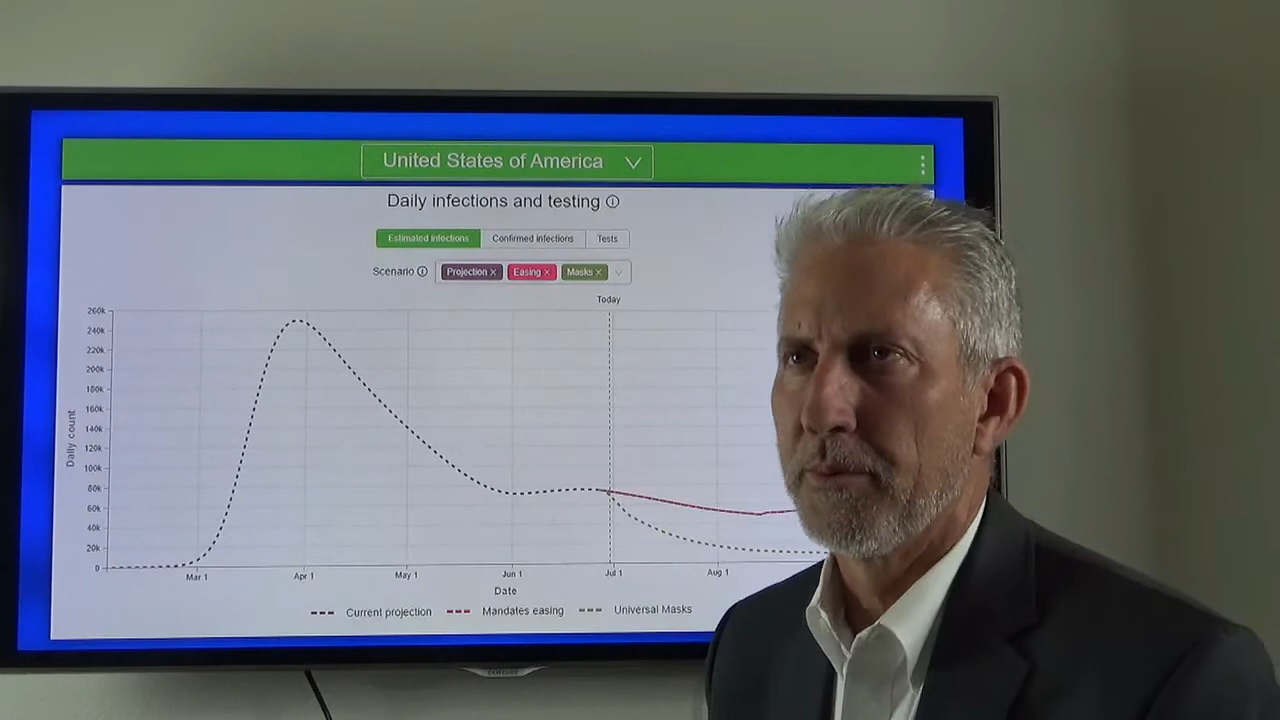 United States of America
Daily infections and testing
Estimated infections Confirmed infections Tests
Scenario Projection × Easing × Masks ×
Today
260k
240k
220k
200k
180k
160k
140k
120k
100k
80k
60k
40k
20k
0
Daily count
Mar 1 Apr 1 May 1 Jun 1 Jul 1 Aug 1
Date
Current projection Mandates easing Universal Masks